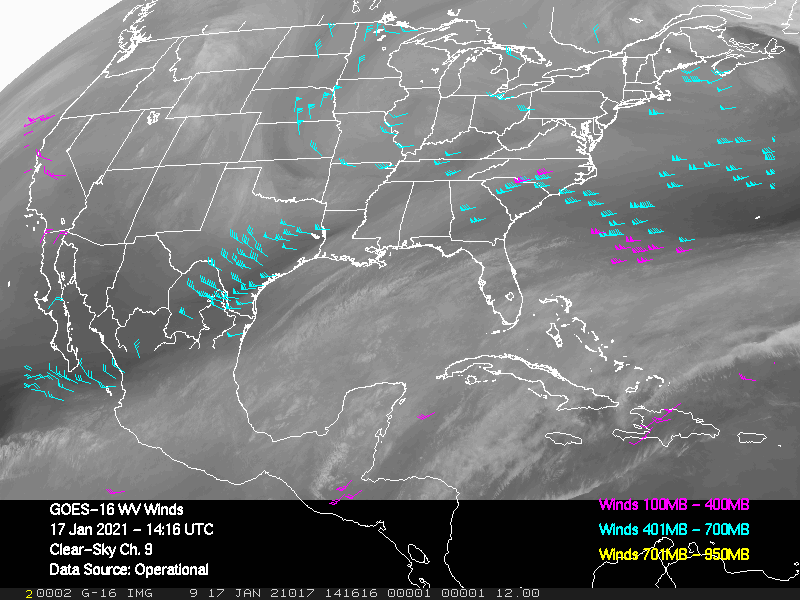 GOES-16 WV Winds
17 Jan 2021 - 14:16 UTC
Clear-Sky Ch. 9
Data Source: Operational
Winds 100MB - 400MB
Winds 401MB - 700MB
Winds 701MB - 950MB
20002 G-16 IMG 9 17 JAN 21017 141616 00001 00001 12.00